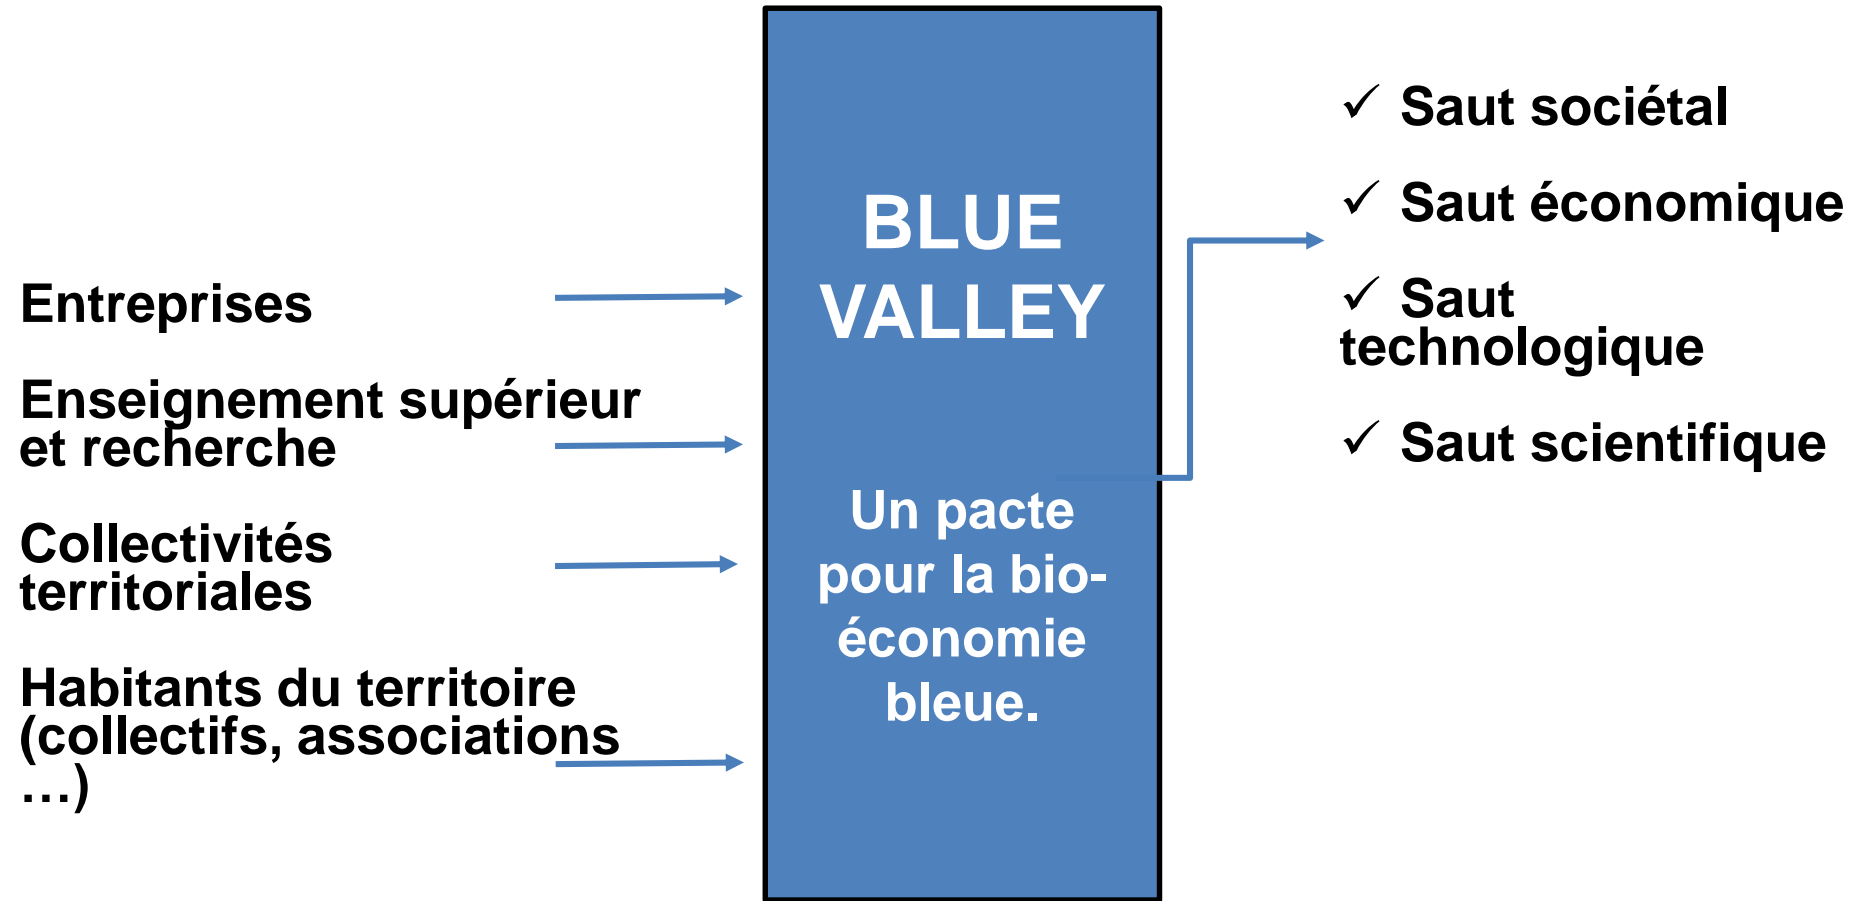 Entreprises
Enseignement supérieur
et recherche
Collectivités
territoriales
Habitants du territoire
(collectifs, associations
…)
BLUE
VALLEY
Un pacte
pour la bio-
économie
bleue.
✓ Saut sociétal
✓ Saut économique
✓ Saut
technologique
✓ Saut scientifique